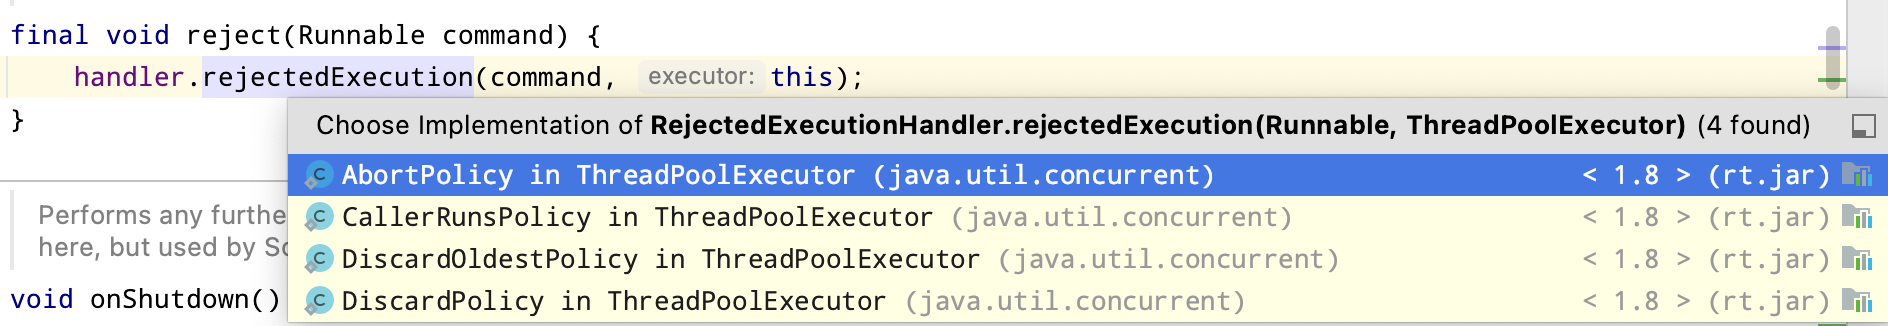 final void reject(Runnable command) {
handler.rejectedExecution(command, executor: this);
}
Choose Implementation of RejectedExecutionHandler.rejectedExecution(Runnable, ThreadPoolExecutor) (4 found)
AbortPolicy in ThreadPoolExecutor (java.util.concurrent) < 1.8 > (rt.jar)
CallerRunsPolicy in ThreadPoolExecutor (java.util.concurrent) < 1.8 > (rt.jar)
Performs any furthe
DiscardOldestPolicy in ThreadPoolExecutor (java.util.concurrent) < 1.8 > (rt.jar)
here, but used by Sc
DiscardPolicy in ThreadPoolExecutor (java.util.concurrent) < 1.8 > (rt.jar)
void onShutdown()